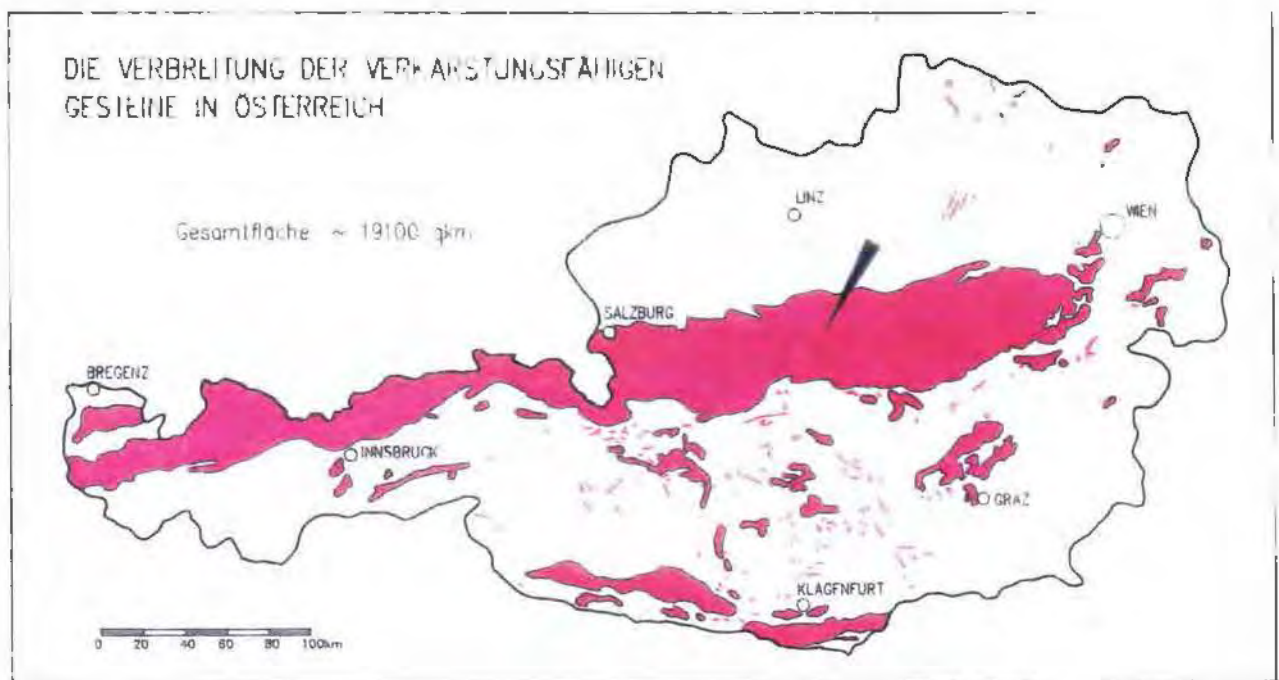 DIE VERBREITUNG DER VERKARSTUNGSFÄHIGEN
GESTEINE IN ÖSTERREICH
Gesamtfläche ~ 19100 qkm
LINZ
WIEN
SALZBURG
BREGENZ
INNSBRUCK
GRAZ
KLAGENFURT
0 20 40 60 80 100km